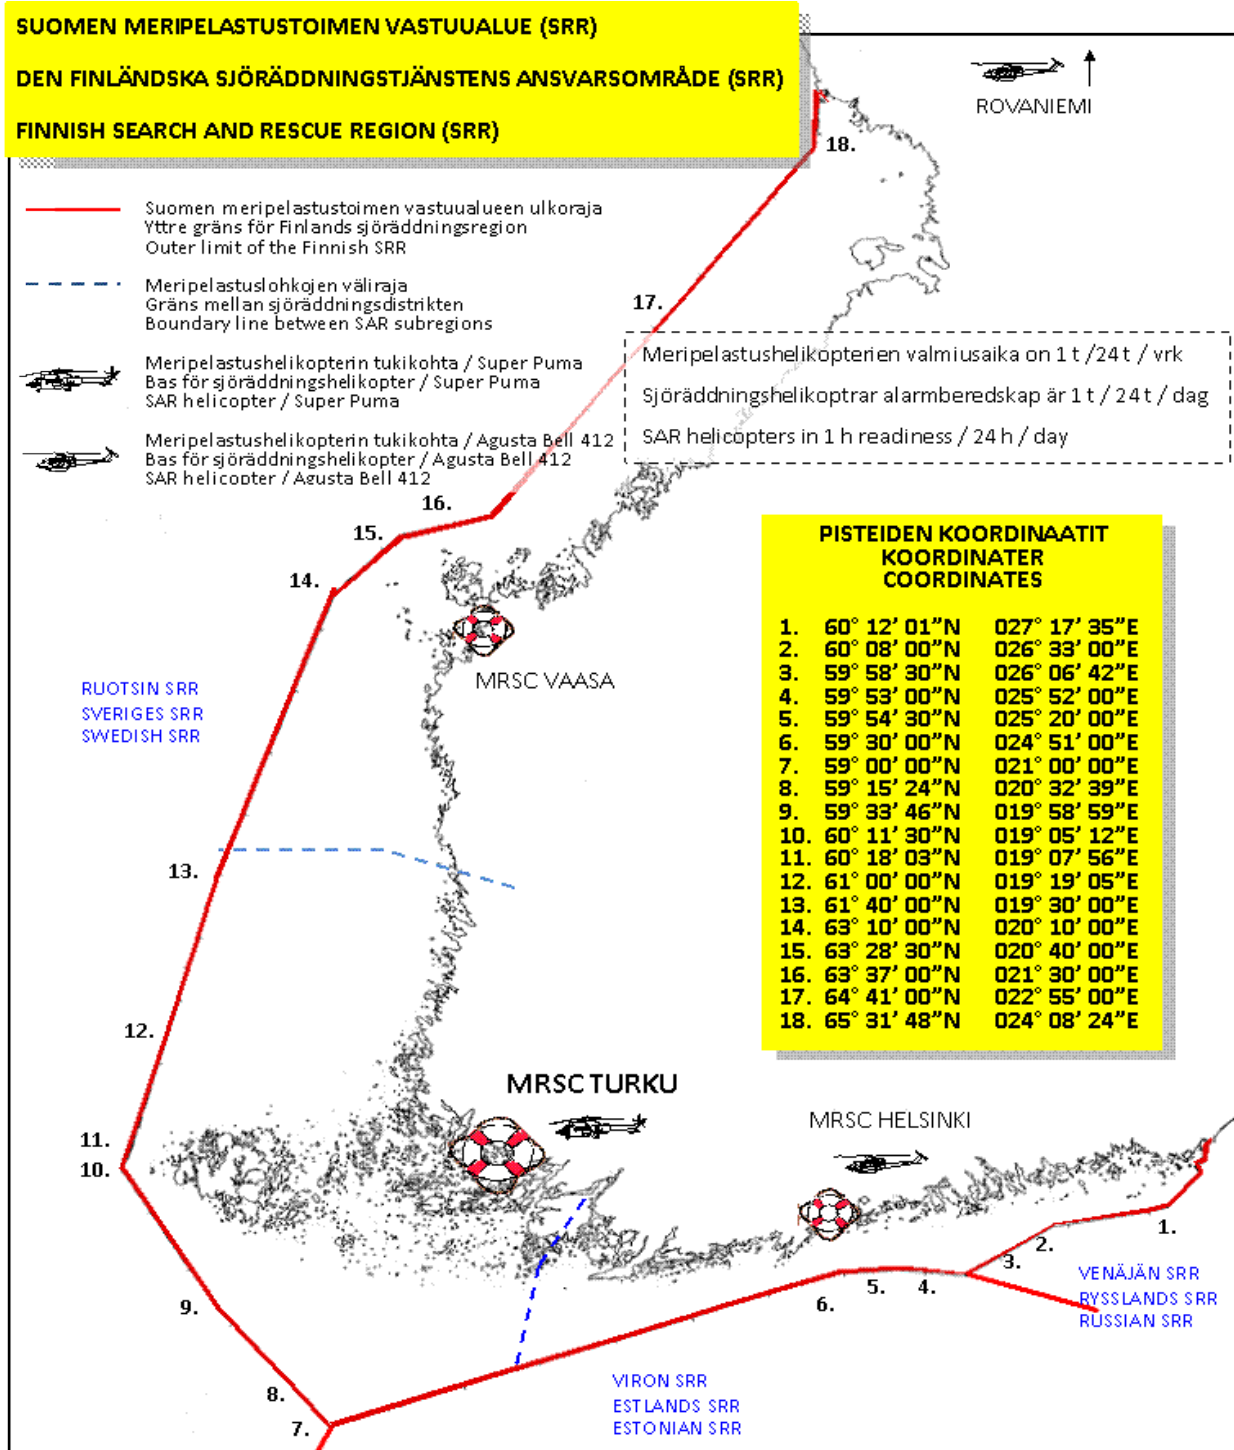 SUOMEN MERIPELASTUSTOIMEN VASTUUALUE (SRR)
DEN FINLÄNDSKA SJÖRÄDDNINGSTJÄNSTENS ANSVARSOMRÅDE (SRR)
FINNISH SEARCH AND RESCUE REGION (SRR)
ROVANIEMI
18.
Suomen meripelastustoimen vastuualueen ulkoraja
Yttre gräns för Finlands sjöräddningsregion
Outer limit of the Finnish SRR
Meripelastuslohkojen väliraja
Gräns mellan sjöräddningsdistrikten
Boundary line between SAR subregions
Meripelastushelikopterin tukikohta / Super Puma
Bas för sjöräddningshelikopter / Super Puma
SAR helicopter / Super Puma
Meripelastushelikopterin tukikohta / Agusta Bell 412
Bas för sjöräddningshelikopter / Agusta Bell 412
SAR helicopter / Agusta Bell 412
17.
Meripelastushelikopterien valmiusaika on 1 t /24 t / vrk
Sjöräddningshelikoptrar alarmberedskap är 1 t / 24 t / dag
SAR helicopters in 1 h readiness / 24 h / day
16.
15.
14.
MRSC VAASA
RUOTSIN SRR
SVERIGES SRR
SWEDISH SRR
PISTEIDEN KOORDINAATIT
KOORDINATER
COORDINATES
1. 60° 12' 01"N 027° 17' 35"E
2. 60° 08' 00"N 026° 33' 00"E
3. 59° 58' 30"N 026° 06' 42"E
4. 59° 53' 00"N 025° 52' 00"E
5. 59° 54' 30"N 025° 20' 00"E
6. 59° 30' 00"N 024° 51' 00"E
7. 59° 00' 00"N 021° 00' 00"E
8. 59° 15' 24"N 020° 32' 39"E
9. 59° 33' 46"N 019° 58' 59"E
10. 60° 11' 30"N 019° 05' 12"E
11. 60° 18' 03"N 019° 07' 56"E
12. 61° 00' 00"N 019° 19' 05"E
13. 61° 40' 00"N 019° 30' 00"E
14. 63° 10' 00"N 020° 10' 00"E
15. 63° 28' 30"N 020° 40' 00"E
16. 63° 37' 00"N 021° 30' 00"E
17. 64° 41' 00"N 022° 55' 00"E
18. 65° 31' 48"N 024° 08' 24"E
13.
12.
11.
10.
MRSC TURKU
MRSC HELSINKI
1.
2.
3.
4.
5.
6.
VENÄJÄN SRR
RYSSLANDS SRR
RUSSIAN SRR
9.
8.
7.
VIRON SRR
ESTLANDS SRR
ESTONIAN SRR